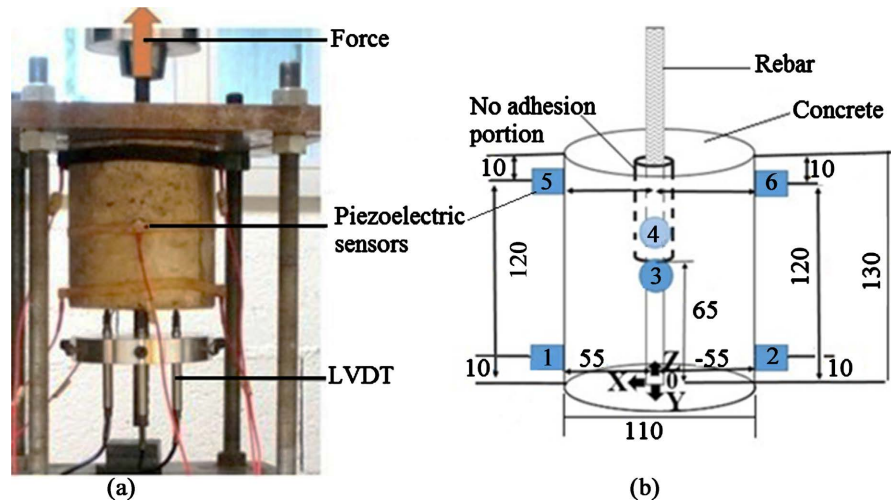 Force
Piezoelectric
sensors
LVDT
(a)
Rebar
No adhesion
portion
Concrete
10
10
5
6
4
3
120
120
130
65
1
2
55
-55
10
10
Z
X
0
Y
110
(b)